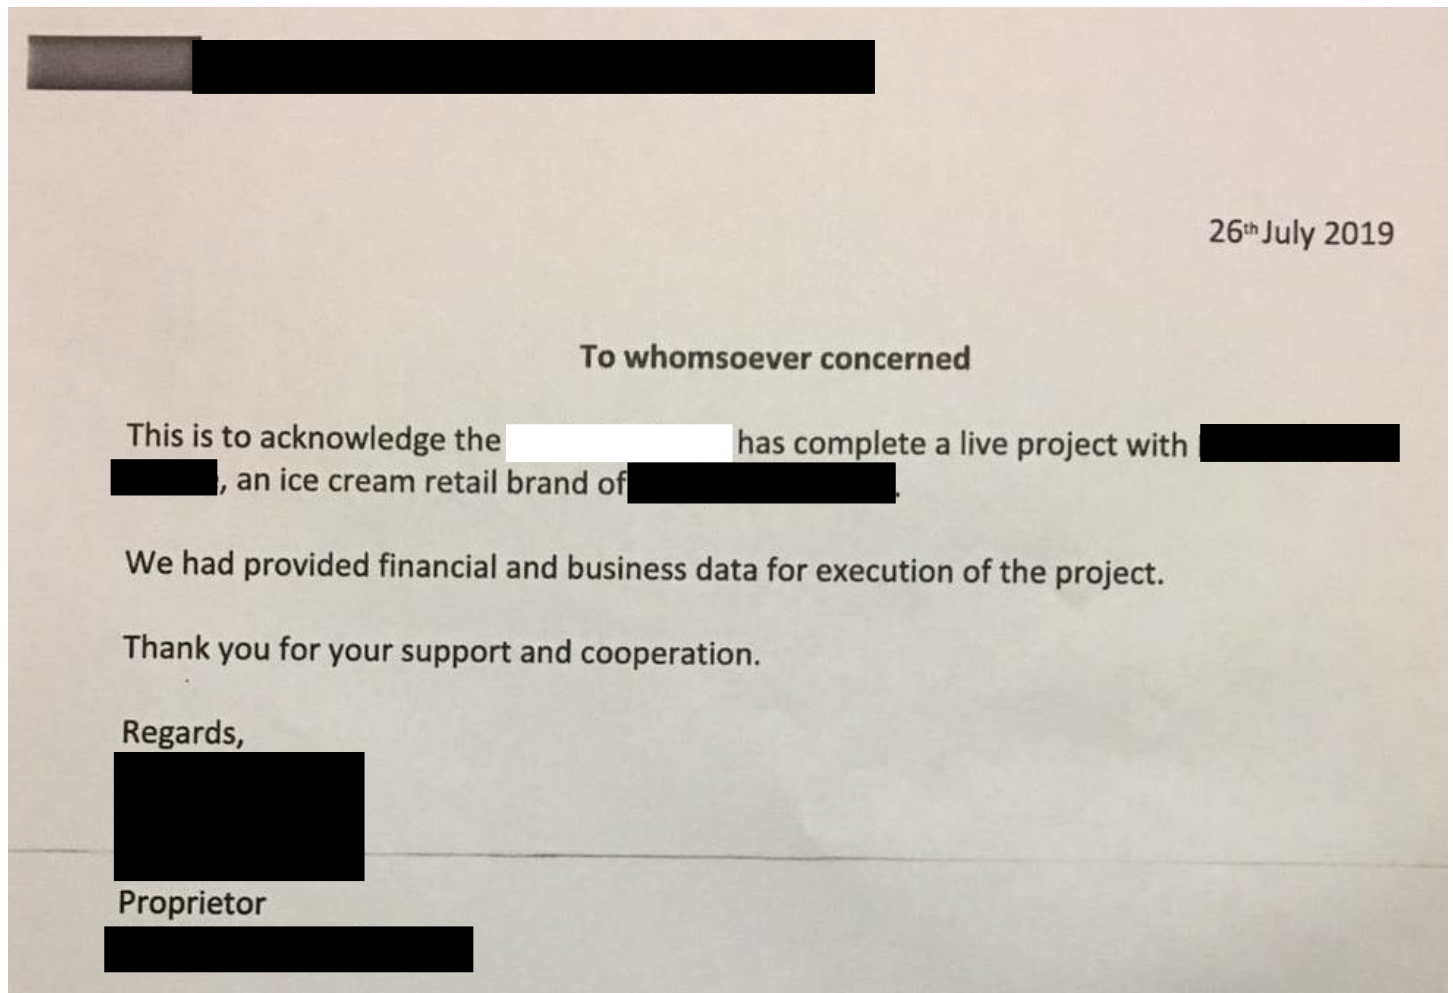 26th July 2019
To whomsoever concerned
This is to acknowledge the has complete a live project with
, an ice cream retail brand of .
We had provided financial and business data for execution of the project.
Thank you for your support and cooperation.
Regards,
Proprietor